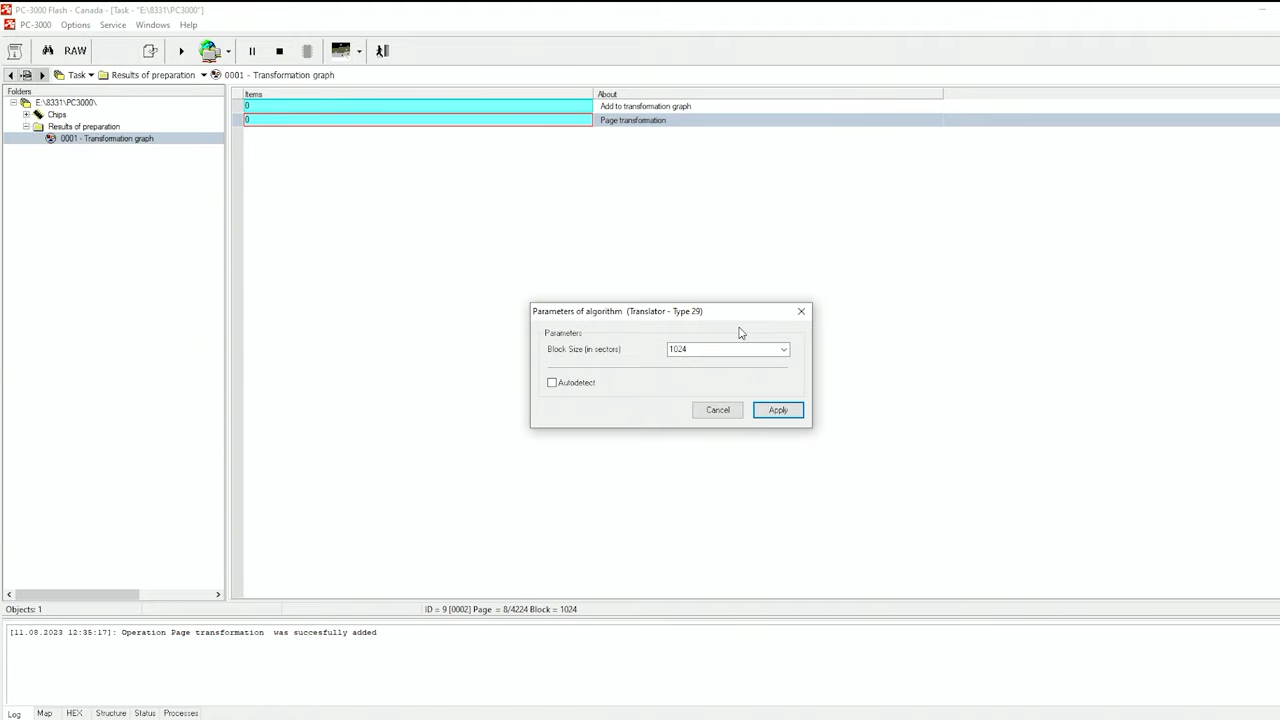 PC-3000 Flash - Canada - [Task - "E:\8331\PC3000"]
PC-3000 Options Service Windows Help
RAW
Task Results of preparation 0001 - Transformation graph
Folders
Items About
E:\8331\PC3000\
0 Add to transformation graph
Chips
0 Page transformation
Results of preparation
0001 - Transformation graph
Parameters of algorithm (Translator - Type 29)
Parameters
Block Size (in sectors) 1024
Autodetect
Cancel Apply
Objects: 1 ID = 9 [0002] Page = 8/4224 Block = 1024
[11.08.2023 12:35:17]: Operation Page transformation was succesfully added
Log Map HEX Structure Status Processes